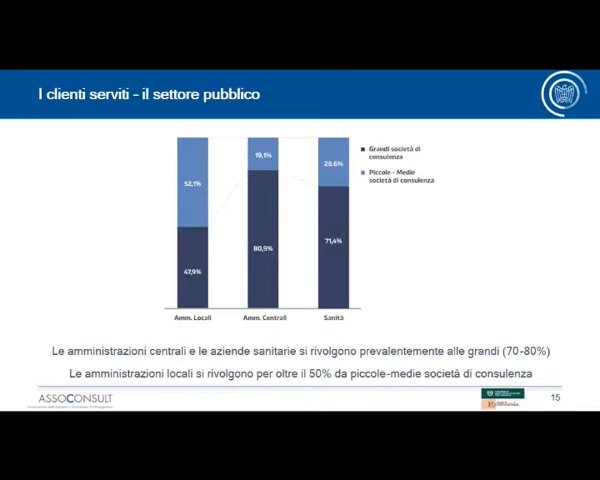 I clienti serviti - il settore pubblico
52,1%
19,1%
28,6%
47,9%
80,9%
71,4%
Amm. Locali
Amm. Centrali
Sanità
Grandi società di
consulenza
Piccole - Medie
società di consulenza
Le amministrazioni centrali e le aziende sanitarie si rivolgono prevalentemente alle grandi (70-80%)
Le amministrazioni locali si rivolgono per oltre il 50% da piccole-medie società di consulenza
ASSOCONSULT
15